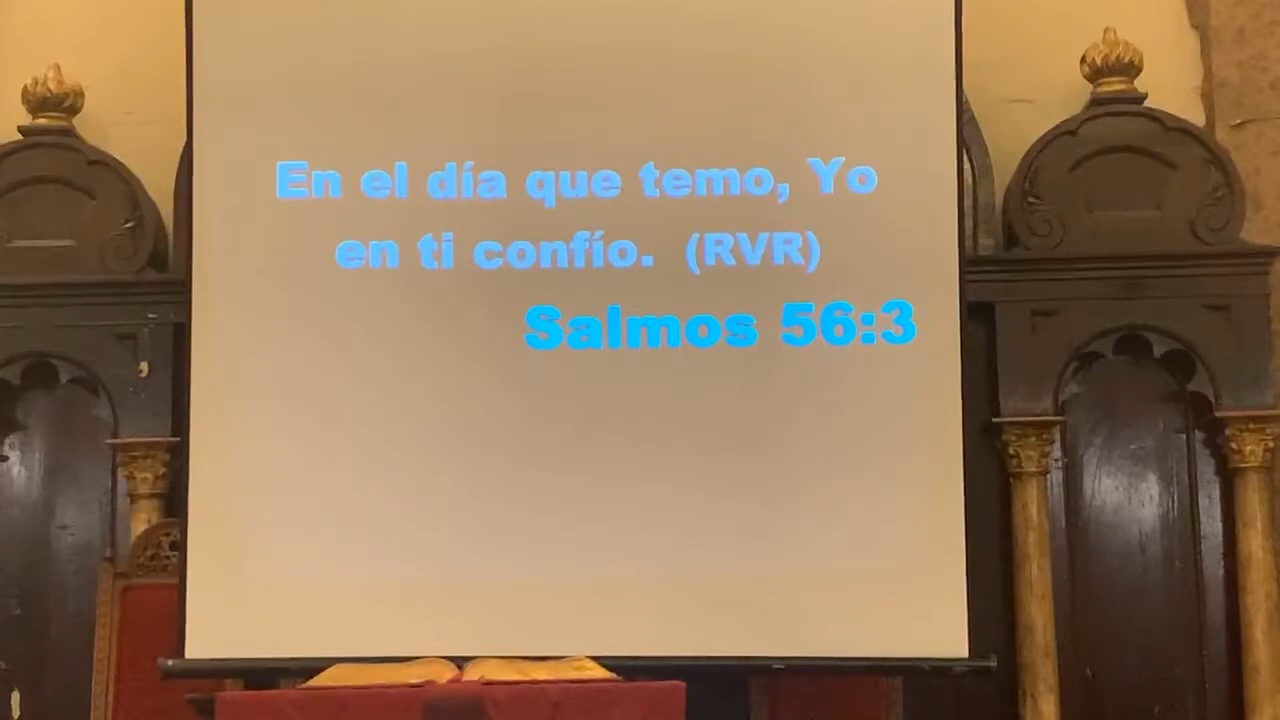 En el día que temo, Yo
en ti confío. (RVR)
Salmos 56:3